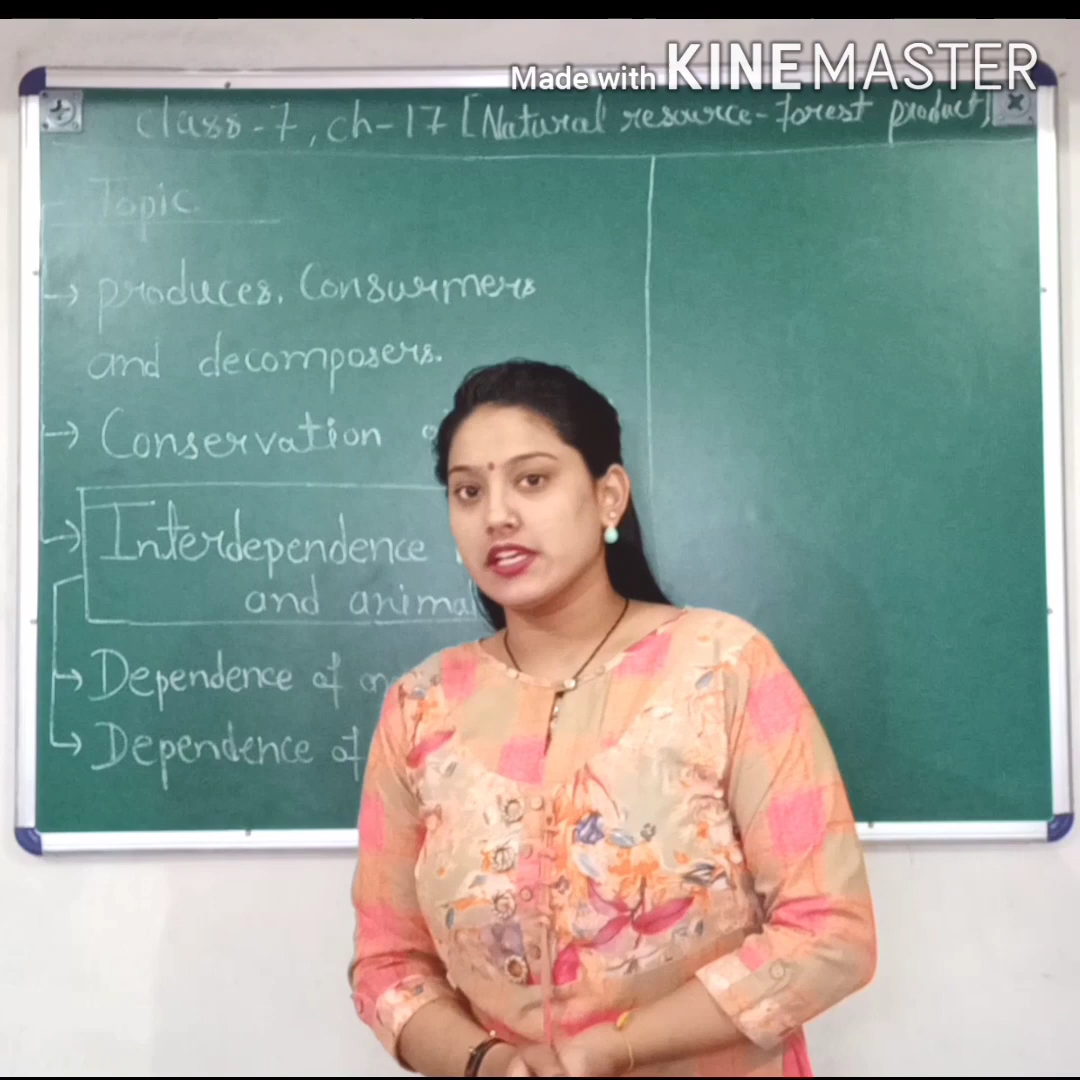 Made with KINEMASTER
Class-7, ch-17 [Natural resource-Forest product]
Topic
→ produces, Consurmers
and decomposers.
→ Conservation
→ Interdependence
and animal
→ Dependence of
→ Dependence of